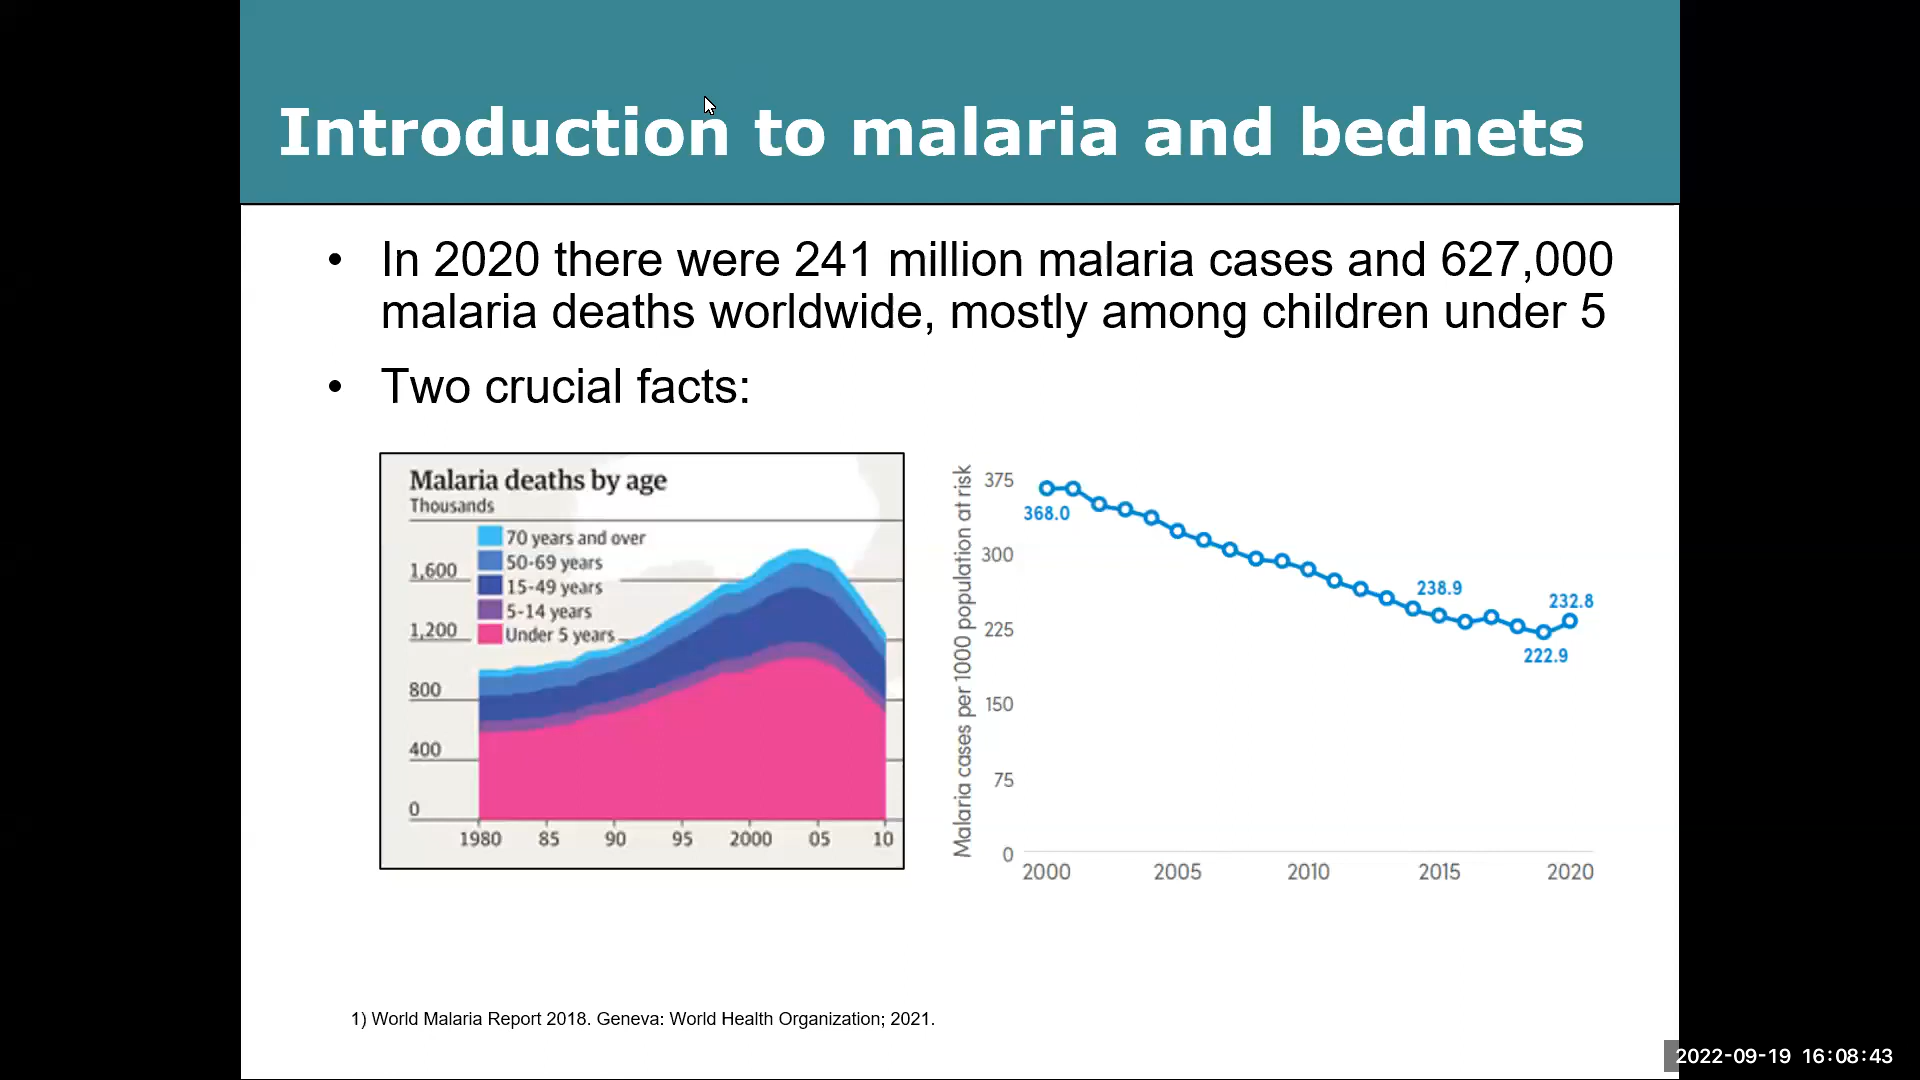 Introduction to malaria and bednets
• In 2020 there were 241 million malaria cases and 627,000
malaria deaths worldwide, mostly among children under 5
• Two crucial facts:
Malaria deaths by age
Thousands
70 years and over
50-69 years
15-49 years
5-14 years
Under 5 years
1,600
1,200
800
400
0
1980 85 90 95 2000 05 10
Malaria cases per 1000 population at risk
375
300
225
150
75
0
368.0
238.9
232.8
222.9
2000 2005 2010 2015 2020
1) World Malaria Report 2018. Geneva: World Health Organization; 2021.
2022-09-19 16:08:43